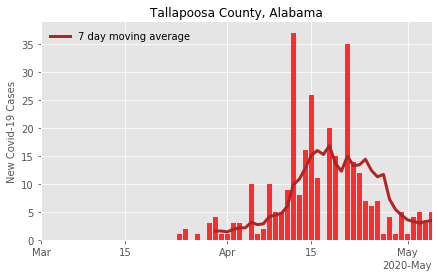 Tallapoosa County, Alabama
7 day moving average
New Covid-19 Cases
35
30
25
20
15
10
5
0
Mar 15 Apr 15 May
2020-May